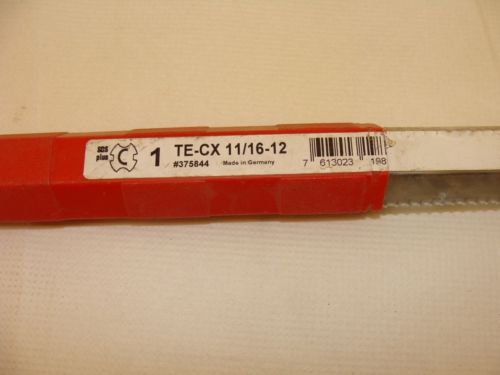 SDS
plus
C
1
TE-CX 11/16-12
#375844 Made in Germany
7 613023 198